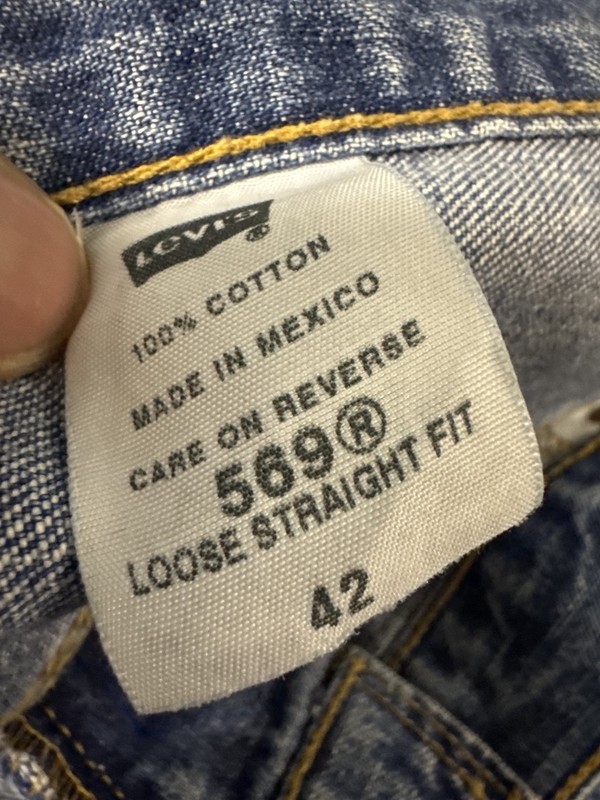 Levi's®
100% COTTON
MADE IN MEXICO
CARE ON REVERSE
569®
LOOSE STRAIGHT FIT
42